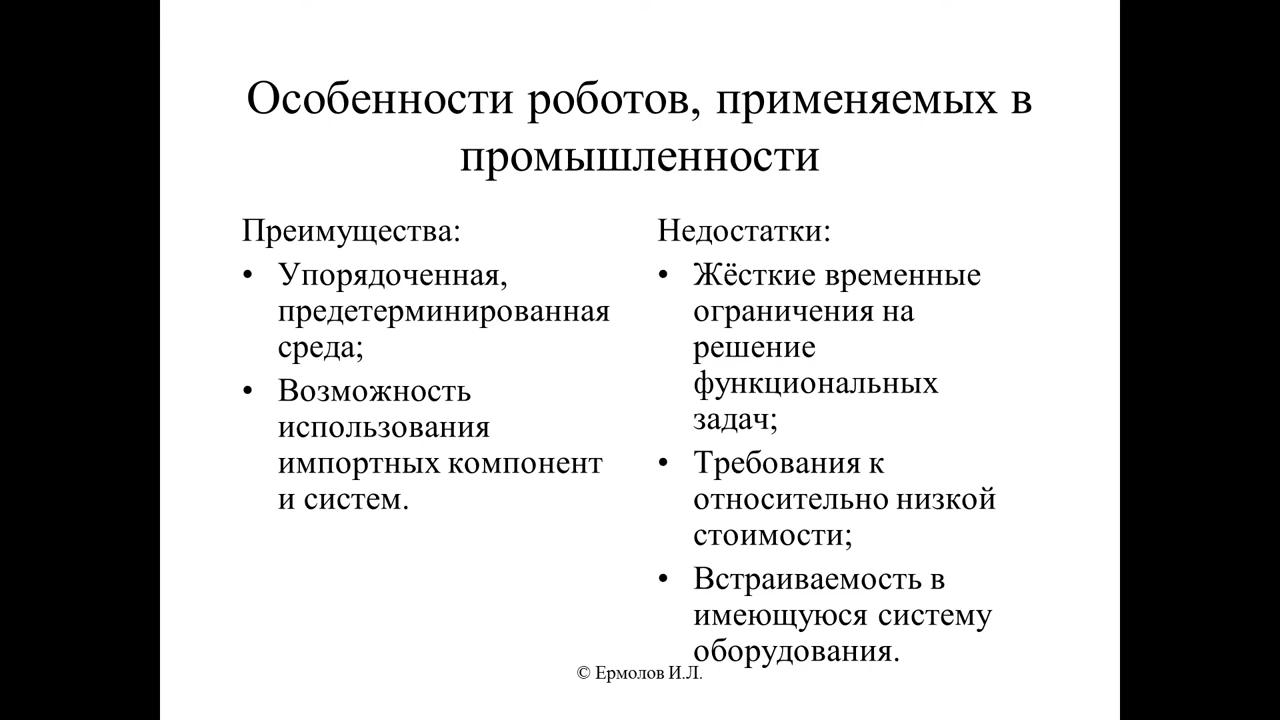 Особенности роботов, применяемых в
промышленности
Преимущества:
• Упорядоченная,
предетерминированная
среда;
• Возможность
использования
импортных компонент
и систем.
Недостатки:
• Жёсткие временные
ограничения на
решение
функциональных
задач;
• Требования к
относительно низкой
стоимости;
• Встраиваемость в
имеющуюся систему
оборудования.
© Ермолов И.Л.